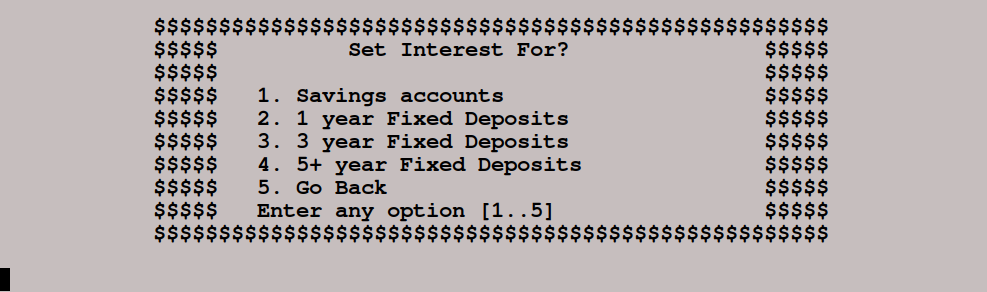 $$$$$$$$$$$$$$$$$$$$$$$$$$$$$$$$$$$$$$$$$$$$$$$$$$$$
$$$$$          Set Interest For?               $$$$$
$$$$$                                          $$$$$
$$$$$   1. Savings accounts                    $$$$$
$$$$$   2. 1 year Fixed Deposits               $$$$$
$$$$$   3. 3 year Fixed Deposits               $$$$$
$$$$$   4. 5+ year Fixed Deposits              $$$$$
$$$$$   5. Go Back                             $$$$$
$$$$$   Enter any option [1..5]                $$$$$
$$$$$$$$$$$$$$$$$$$$$$$$$$$$$$$$$$$$$$$$$$$$$$$$$$$$